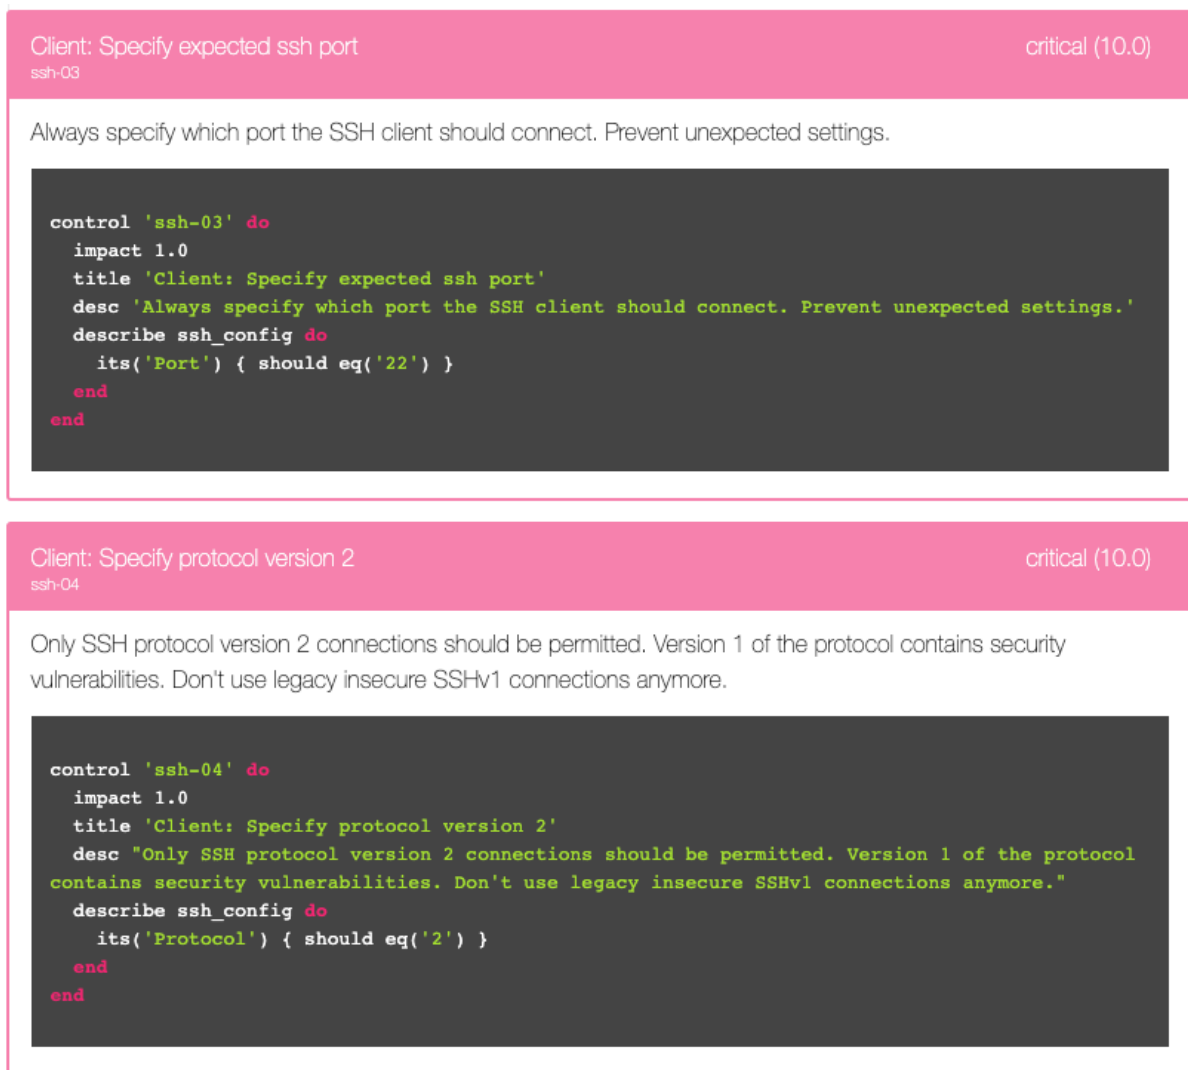 Client: Specify expected ssh port
critical (10.0)
ssh-03
Always specify which port the SSH client should connect. Prevent unexpected settings.
control 'ssh-03' do
  impact 1.0
  title 'Client: Specify expected ssh port'
  desc 'Always specify which port the SSH client should connect. Prevent unexpected settings.'
  describe ssh_config do
    its('Port') { should eq('22') }
  end
end
Client: Specify protocol version 2
critical (10.0)
ssh-04
Only SSH protocol version 2 connections should be permitted. Version 1 of the protocol contains security
vulnerabilities. Don't use legacy insecure SSHv1 connections anymore.
control 'ssh-04' do
  impact 1.0
  title 'Client: Specify protocol version 2'
  desc "Only SSH protocol version 2 connections should be permitted. Version 1 of the protocol
contains security vulnerabilities. Don't use legacy insecure SSHv1 connections anymore."
  describe ssh_config do
    its('Protocol') { should eq('2') }
  end
end